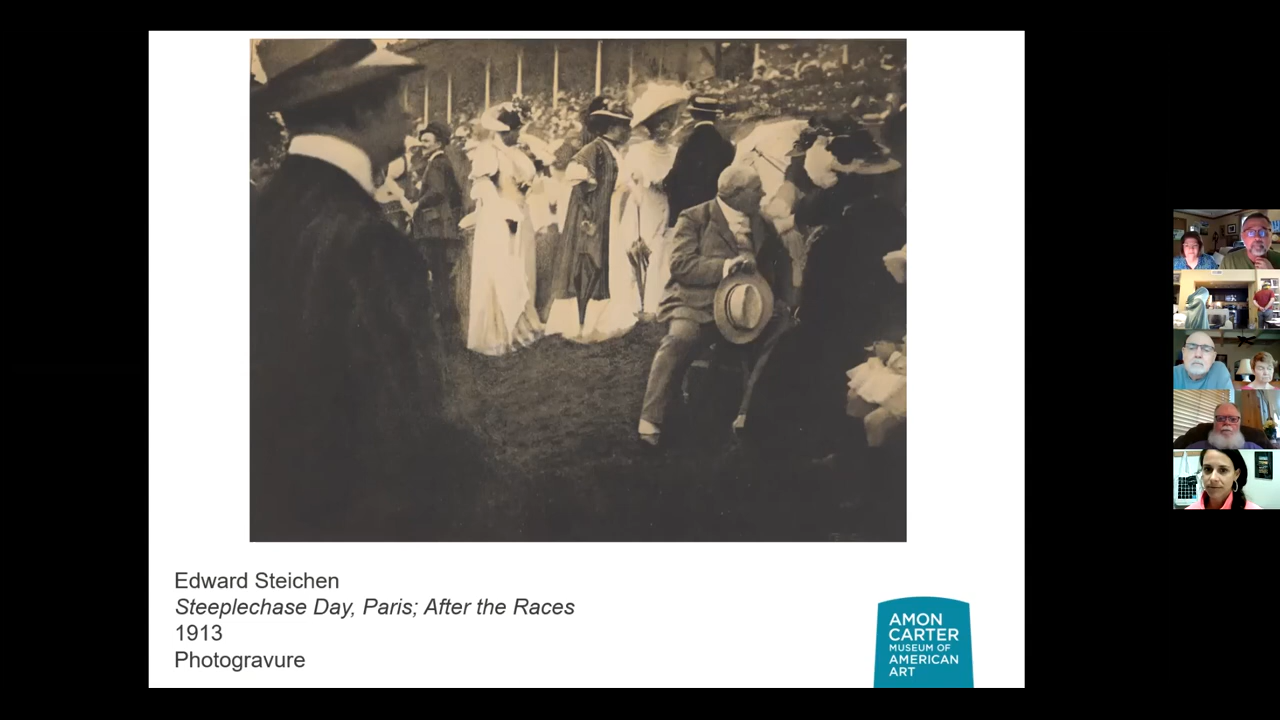 Edward Steichen
Steeplechase Day, Paris; After the Races
1913
Photogravure
AMON
CARTER
MUSEUM OF
AMERICAN
ART